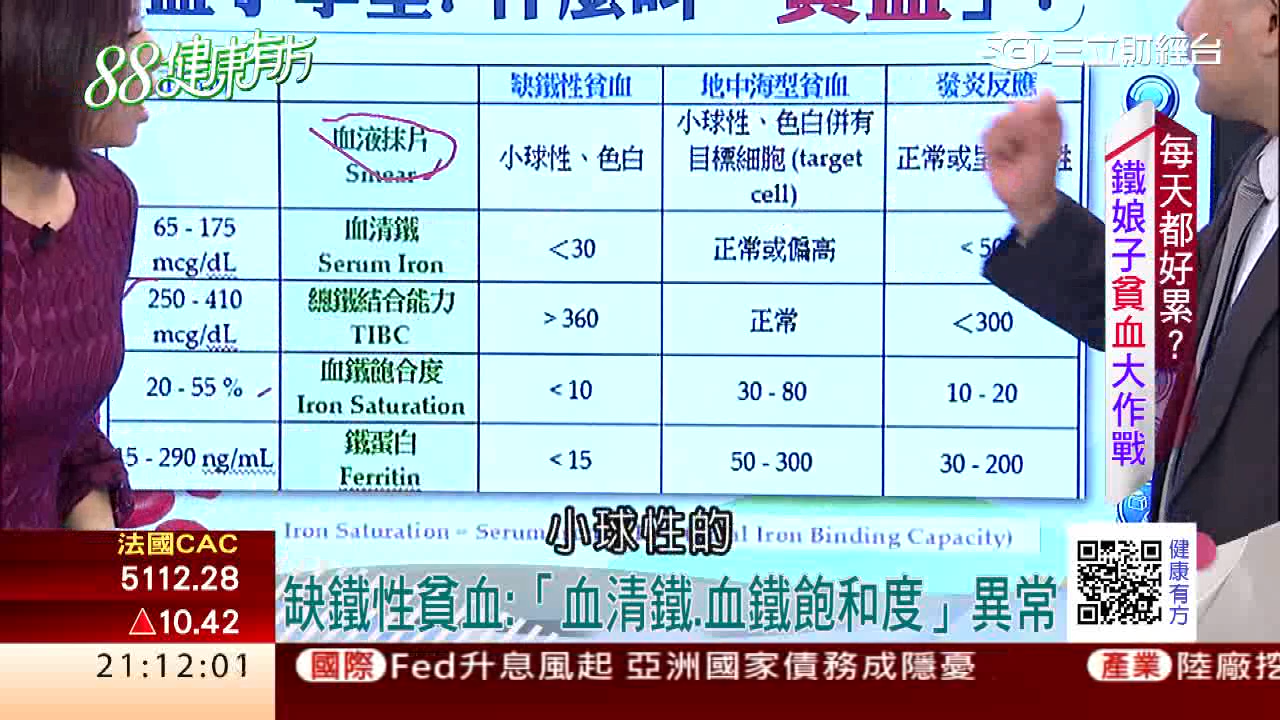 88健康有方
三立財經台
缺鐵性貧血
地中海型貧血
發炎反應
血液抹片
Smear
小球性、色白
小球性、色白併有
目標細胞 (target
cell)
正常或
性
65 - 175
mcg/dL
血清鐵
Serum Iron
<30
正常或偏高
250 - 410
mcg/dL
總鐵結合能力
TIBC
> 360
正常
<300
20 - 55 %
血鐵飽合度
Iron Saturation
< 10
30 - 80
10 - 20
5 - 290 ng/mL
鐵蛋白
Ferritin
< 15
50 - 300
30 - 200
每天都好累?
鐵娘子貧血大作戰
Iron Saturation = Serum
Iron Binding Capacity)
小球性的
缺鐵性貧血:「血清鐵.血鐵飽和度」異常
健康有方
法國CAC
5112.28
△10.42
21:12:01
國際 Fed升息風起 亞洲國家債務成隱憂
產業 陸廠挖